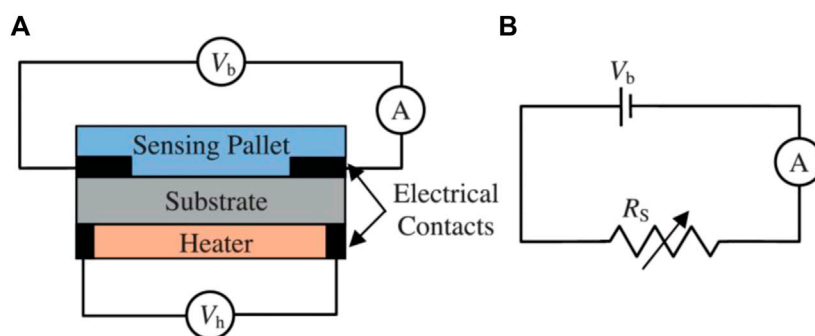 A
V_b
A
Sensing Pallet
Substrate
Heater
Electrical
Contacts
V_h
B
V_b
A
R_S